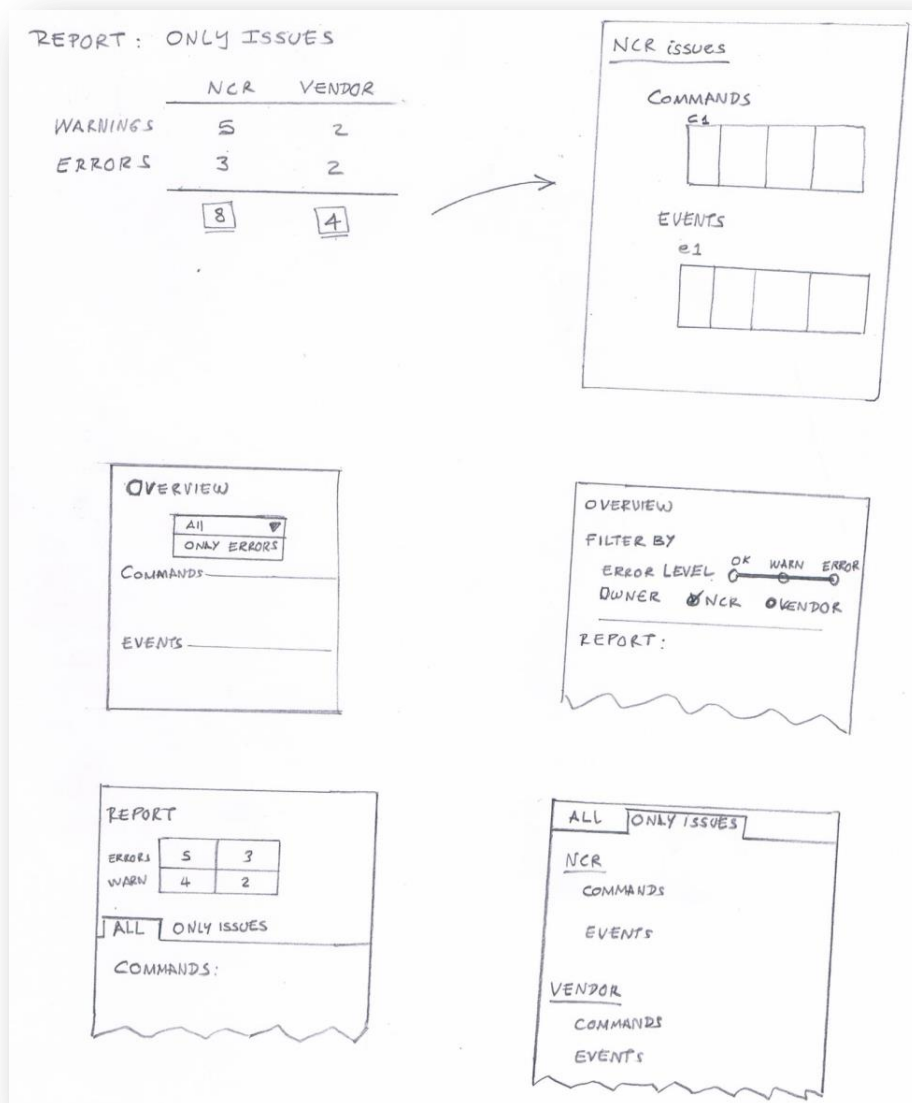 REPORT: ONLY ISSUES
NCR VENDOR
WARNINGS 5 2
ERRORS 3 2
8 4
NCR issues
COMMANDS
c1
EVENTS
e1
OVERVIEW
All
ONLY ERRORS
COMMANDS
EVENTS
OVERVIEW
FILTER BY
ERROR LEVEL OK WARN ERROR
OWNER NCR VENDOR
REPORT:
REPORT
ERRORS 5 3
WARN 4 2
ALL ONLY ISSUES
COMMANDS:
ALL ONLY ISSUES
NCR
COMMANDS
EVENTS
VENDOR
COMMANDS
EVENTS